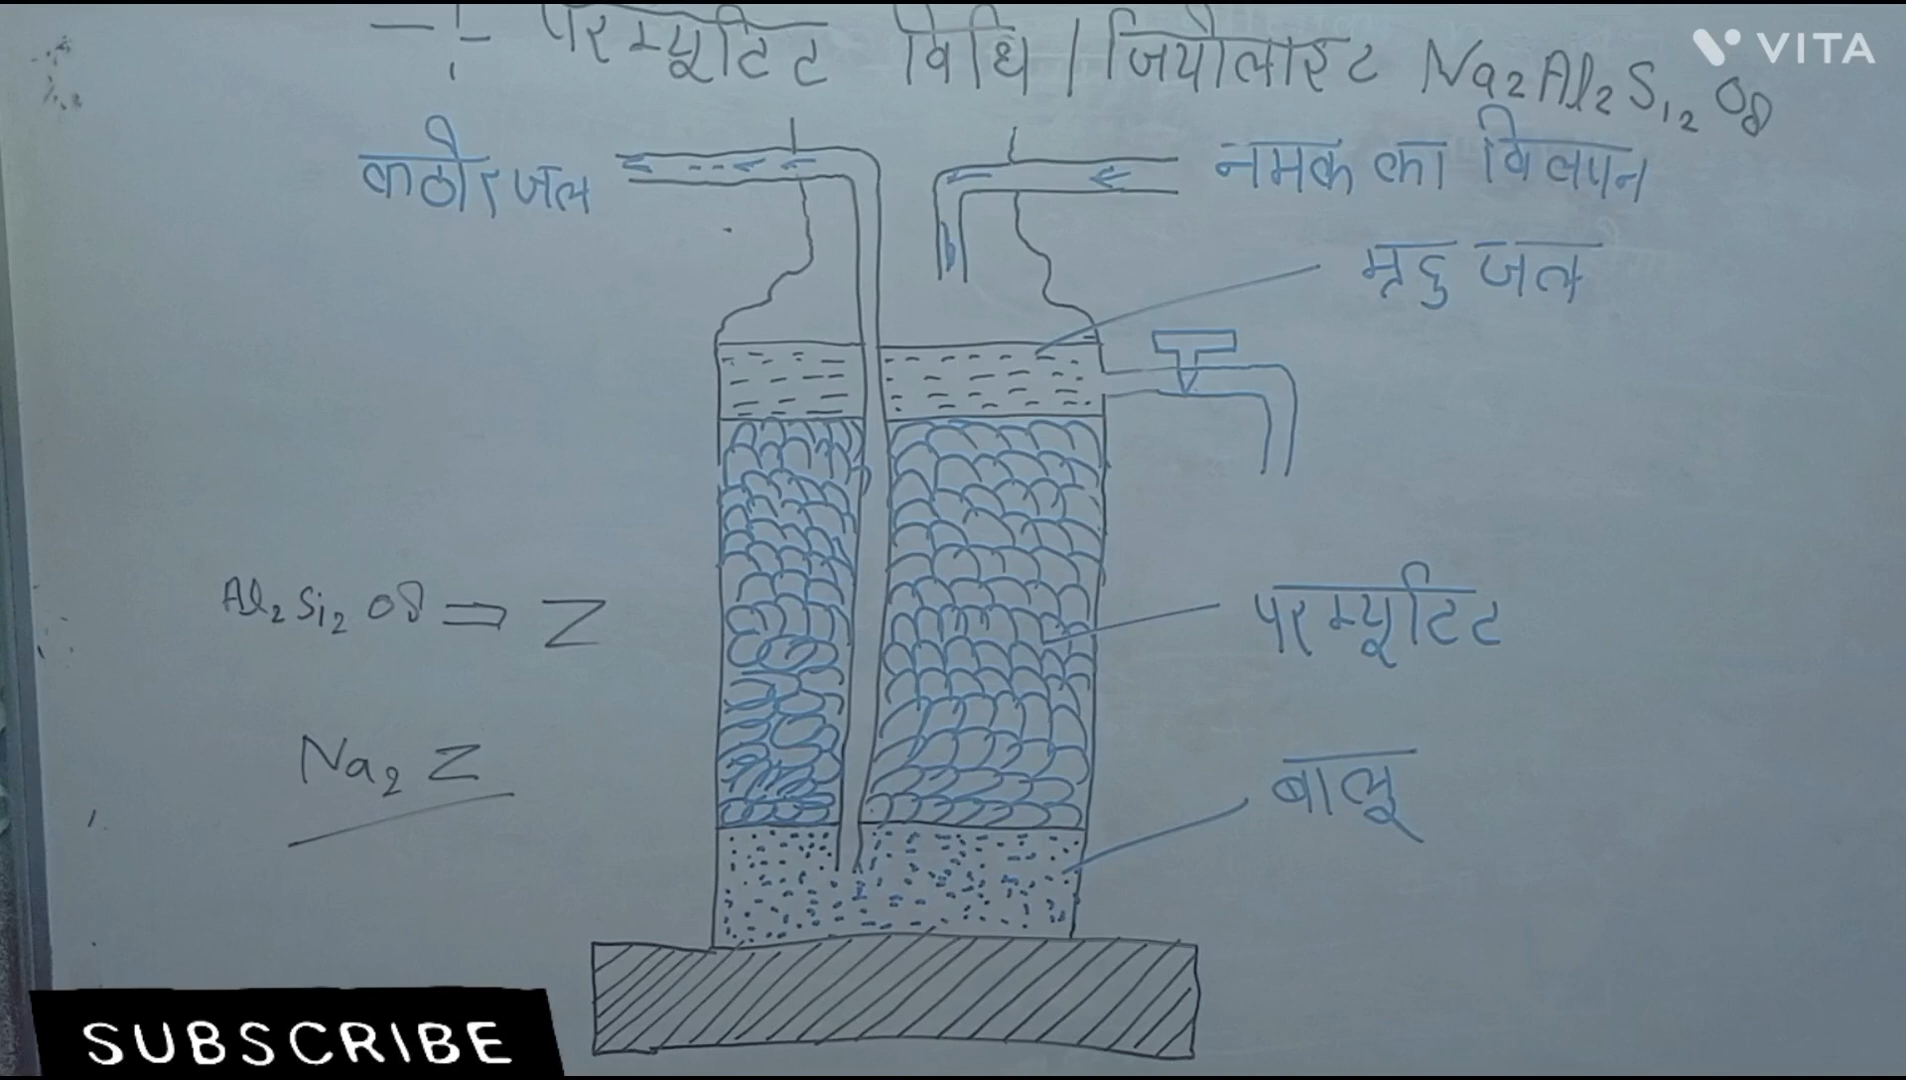 -:- परम्यूटिट विधि / जियोलाइट Na2Al2Si2O8
VITA
कठोर जल
नमक का विलयन
मृदु जल
Al2Si2O8 = Z
परम्यूटिट
Na2Z
बालू
SUBSCRIBE